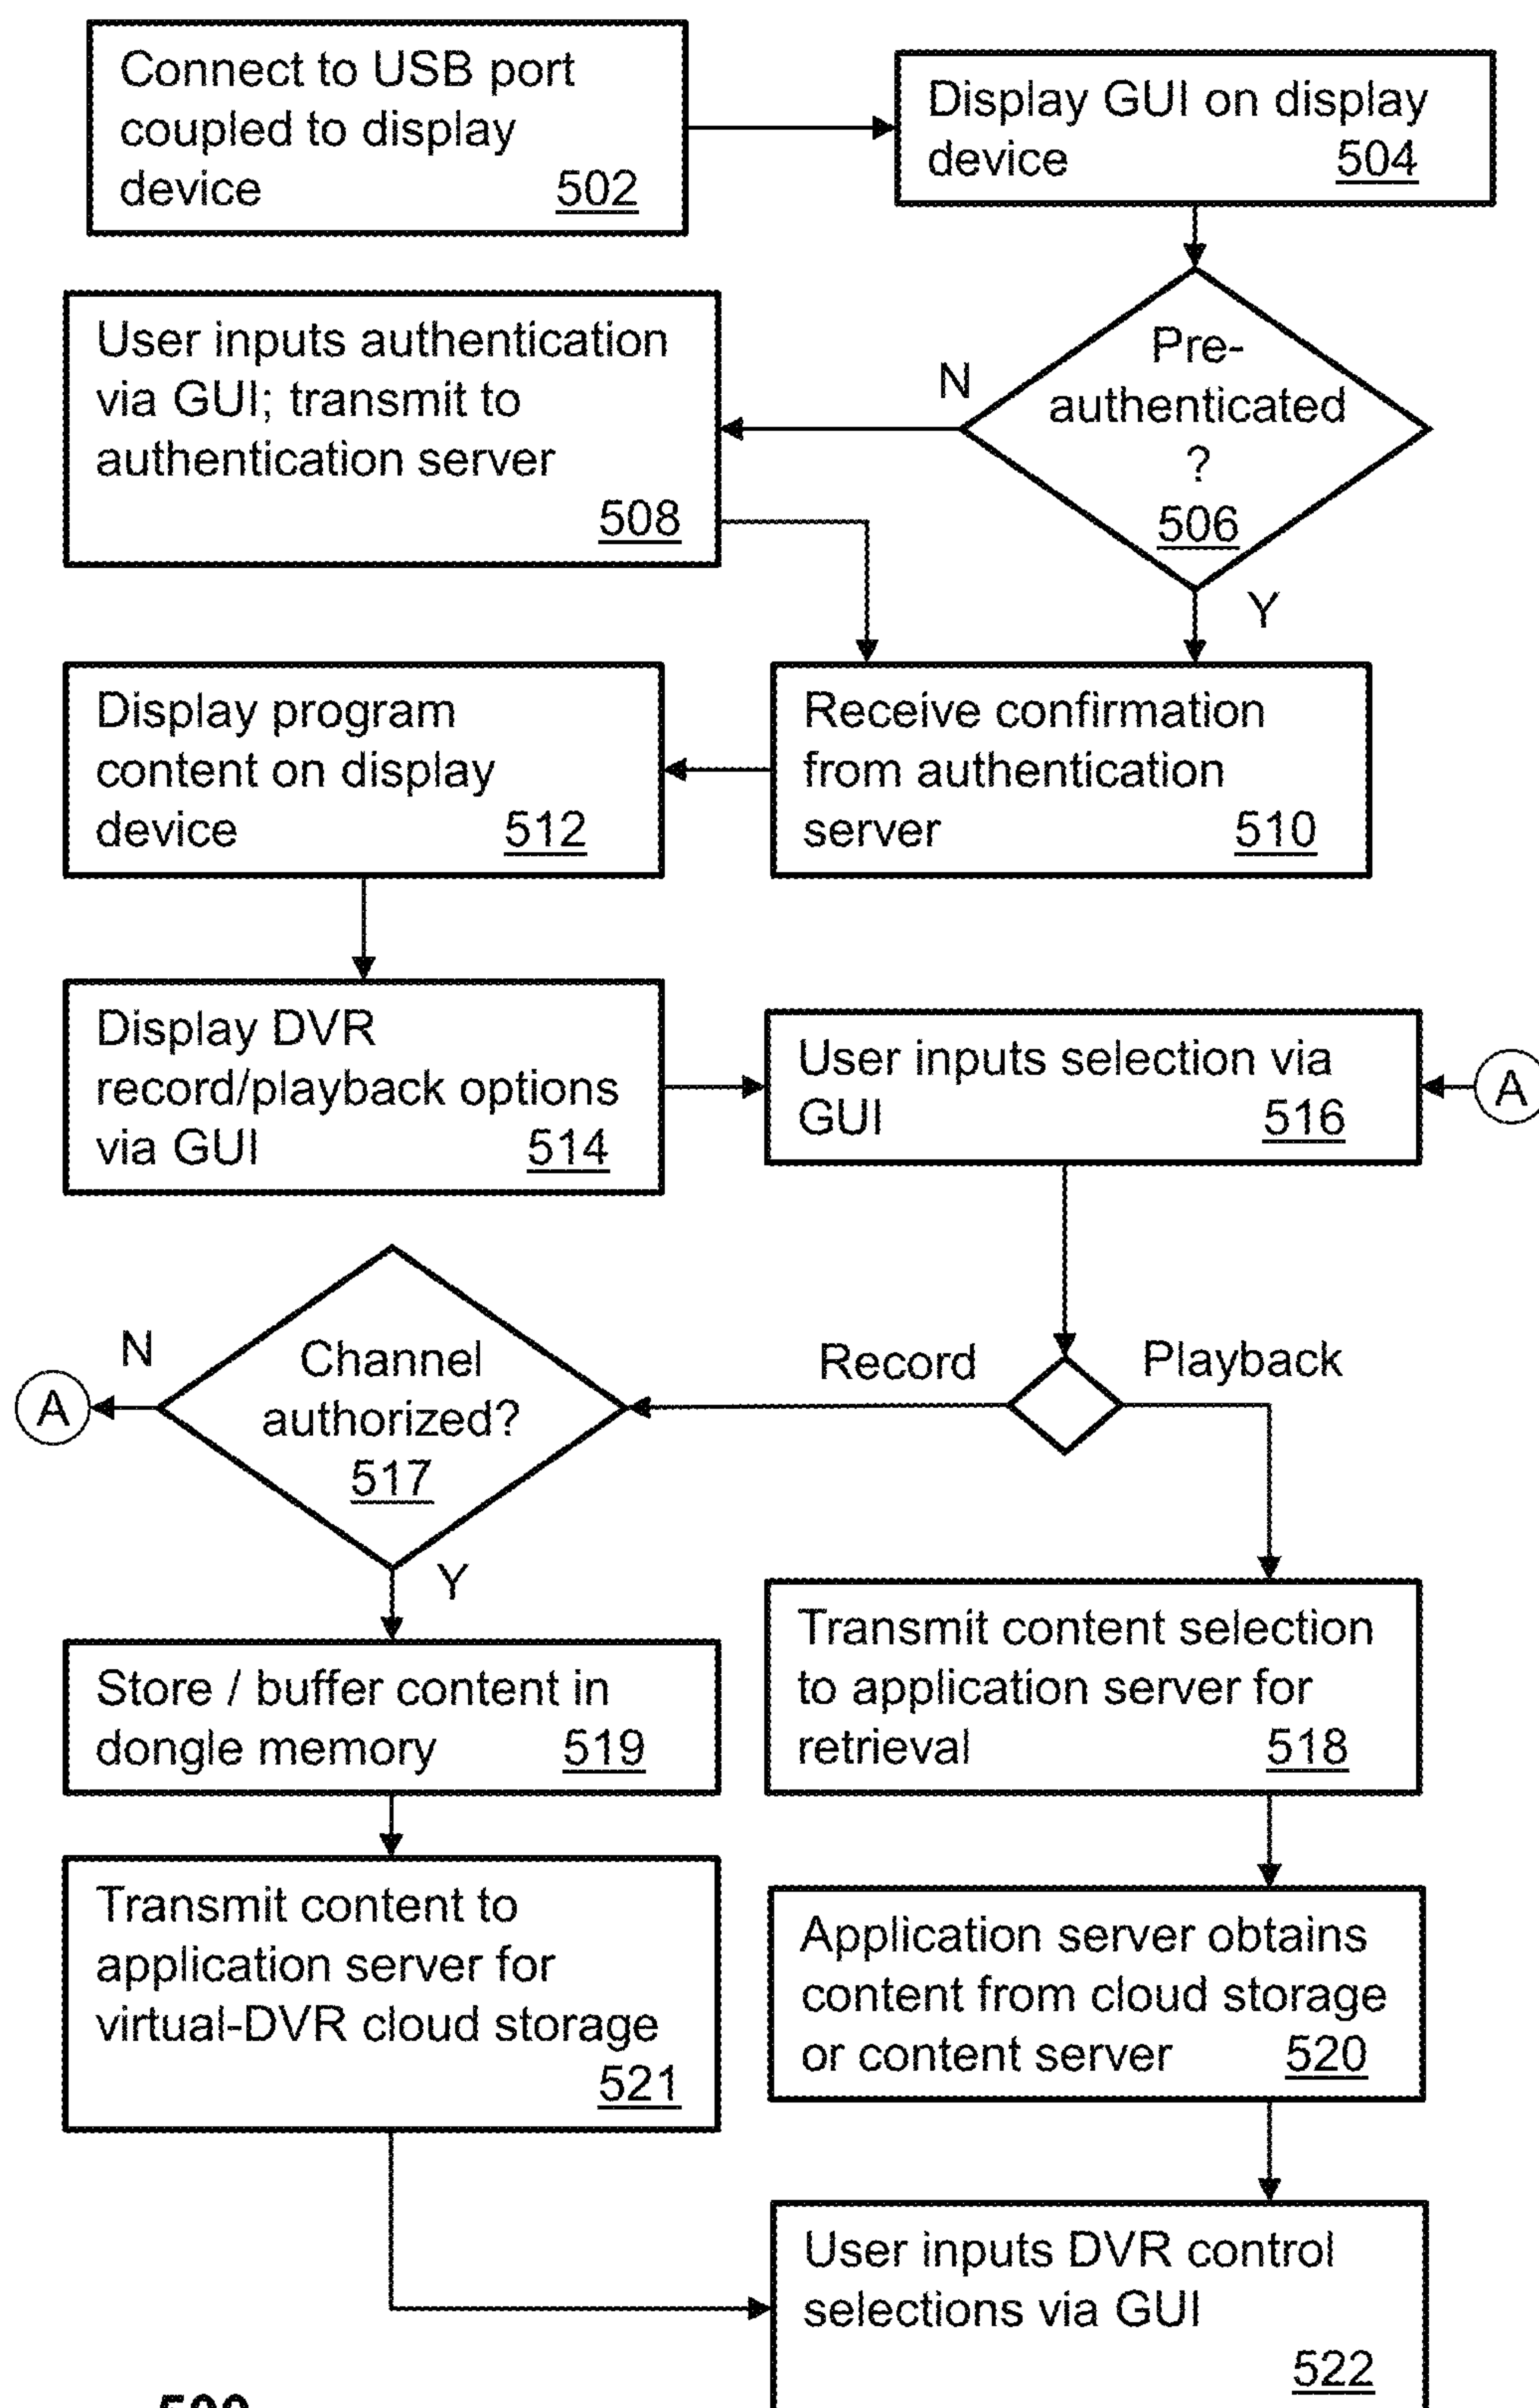 Connect to USB port
coupled to display
device 502
Display GUI on display
device 504
Pre-
authenticated
?
506
N
Y
User inputs authentication
via GUI; transmit to
authentication server
508
Receive confirmation
from authentication
server 510
Display program
content on display
device 512
Display DVR
record/playback options
via GUI 514
User inputs selection via
GUI 516
A
Record
Playback
Channel
authorized?
517
N
A
Y
Store / buffer content in
dongle memory 519
Transmit content selection
to application server for
retrieval 518
Transmit content to
application server for
virtual-DVR cloud storage
521
Application server obtains
content from cloud storage
or content server 520
User inputs DVR control
selections via GUI
522